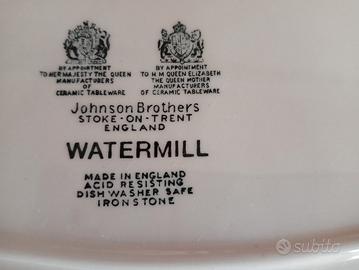 BY APPOINTMENT
TO HER MAJESTY THE QUEEN
MANUFACTURERS
OF
CERAMIC TABLEWARE
BY APPOINTMENT
TO H M QUEEN ELIZABETH
THE QUEEN MOTHER
MANUFACTURERS
OF CERAMIC TABLEWARE
Johnson Brothers
STOKE-ON-TRENT
ENGLAND
WATERMILL
MADE IN ENGLAND
ACID RESISTING
DISH WASHER SAFE
IRONSTONE
subito